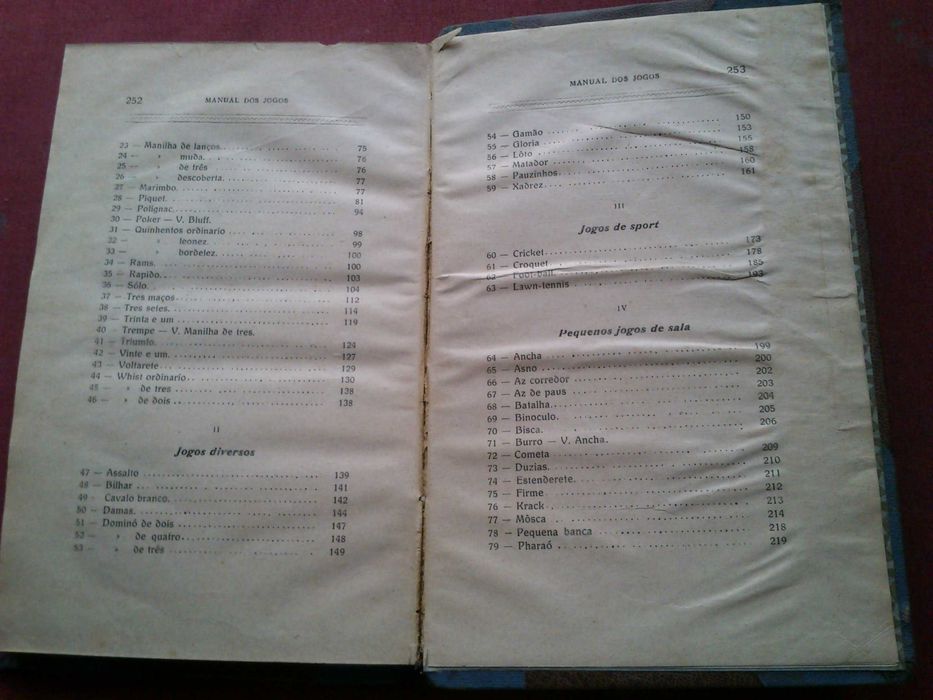 252 MANUAL DOS JOGOS
23 — Manilha de lanços. 75
24 — » muda. 76
25 — » de três 76
26 — » descoberta. 77
27 — Marimbo. 77
28 — Piquet. 81
29 — Polignac. 94
30 — Poker — V. Bluff.
31 — Quinhentos ordinario 98
32 — » leonez. 99
33 — » bordelez. 100
34 — Rams. 100
35 — Rapido. 103
36 — Sólo. 104
37 — Tres maços 112
38 — Tres setes. 114
39 — Trinta e um 119
40 — Trempe — V. Manilha de tres.
41 — Triumfo. 124
42 — Vinte e um. 127
43 — Voltarete. 129
44 — Whist ordinario 130
45 — » de tres 138
46 — » de dois 138
II
Jogos diversos
47 — Assalto 139
48 — Bilhar 141
49 Cavalo branco. 142
50 — Damas. 144
51 — Dominó de dois 147
52 — » de quatro. 148
53 — » de três 149
MANUAL DOS JOGOS 253
54 — Gamão 150
55 — Gloria 153
56 — Lôto 155
57 — Matador 158
58 — Pauzinhos. 160
59 — Xadrez. 161
III
Jogos de sport
60 — Cricket 173
61 — Croquet 178
62 — Foot-ball. 185
63 — Lawn-tennis 193
IV
Pequenos jogos de sala
64 — Ancha 199
65 — Asno 200
66 — Az corredor 202
67 — Az de paus 203
68 — Batalha. 204
69 — Binoculo. 205
70 — Bisca. 206
71 — Burro — V. Ancha.
72 — Cometa 209
73 — Duzias. 210
74 — Estenderete. 211
75 — Firme 212
76 — Krack 213
77 — Môsca 214
78 — Pequena banca 218
79 — Pharaó 219